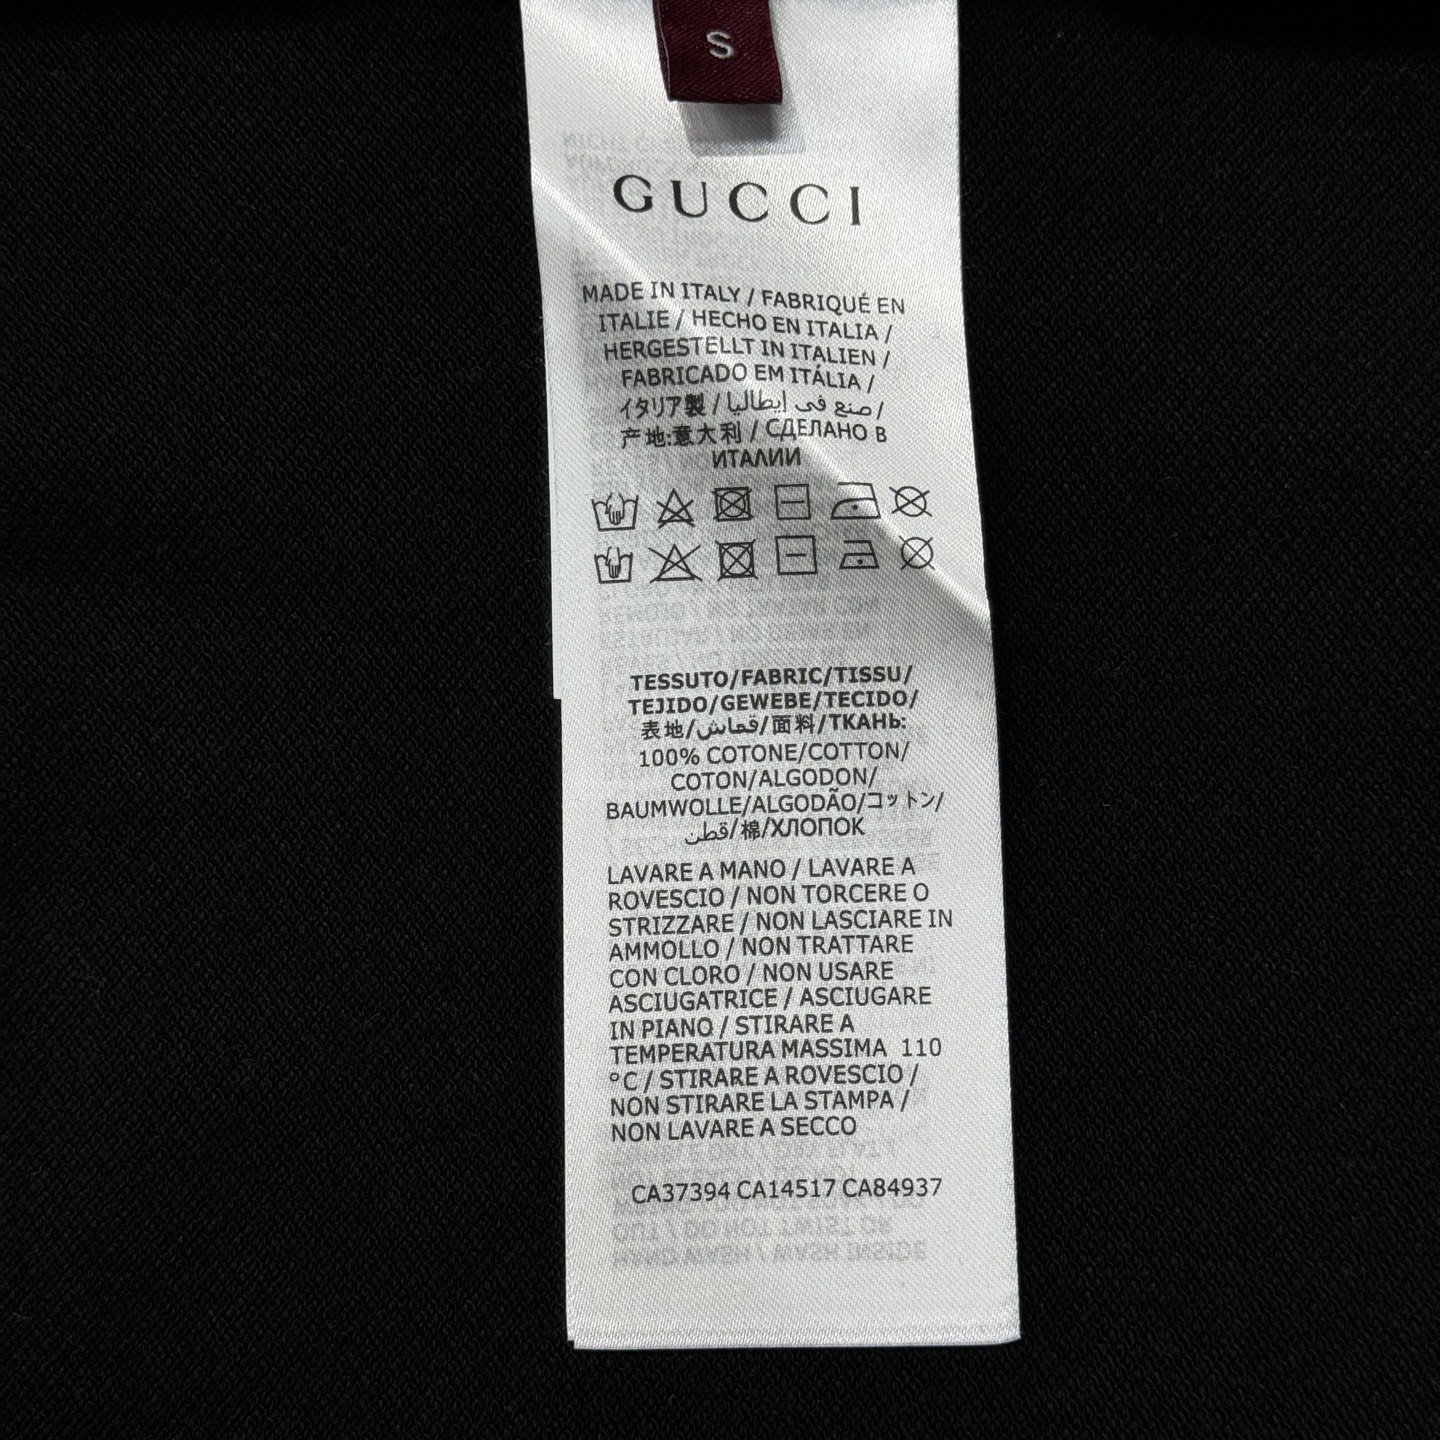 S
GUCCI
MADE IN ITALY / FABRIQUÉ EN
ITALIE / HECHO EN ITALIA /
HERGESTELLT IN ITALIEN /
FABRICADO EM ITÁLIA /
イタリア製 / صنع في إيطاليا /
产地:意大利 / СДЕЛАНО В
ИТАЛИИ
TESSUTO/FABRIC/TISSU/
TEJIDO/GEWEBE/TECIDO/
表地/قماش/面料/ТКАНЬ:
100% COTONE/COTTON/
COTON/ALGODON/
BAUMWOLLE/ALGODÃO/コットン/
قطن/棉/ХЛОПОК
LAVARE A MANO / LAVARE A
ROVESCIO / NON TORCERE O
STRIZZARE / NON LASCIARE IN
AMMOLLO / NON TRATTARE
CON CLORO / NON USARE
ASCIUGATRICE / ASCIUGARE
IN PIANO / STIRARE A
TEMPERATURA MASSIMA 110
°C / STIRARE A ROVESCIO /
NON STIRARE LA STAMPA /
NON LAVARE A SECCO
CA37394 CA14517 CA84937